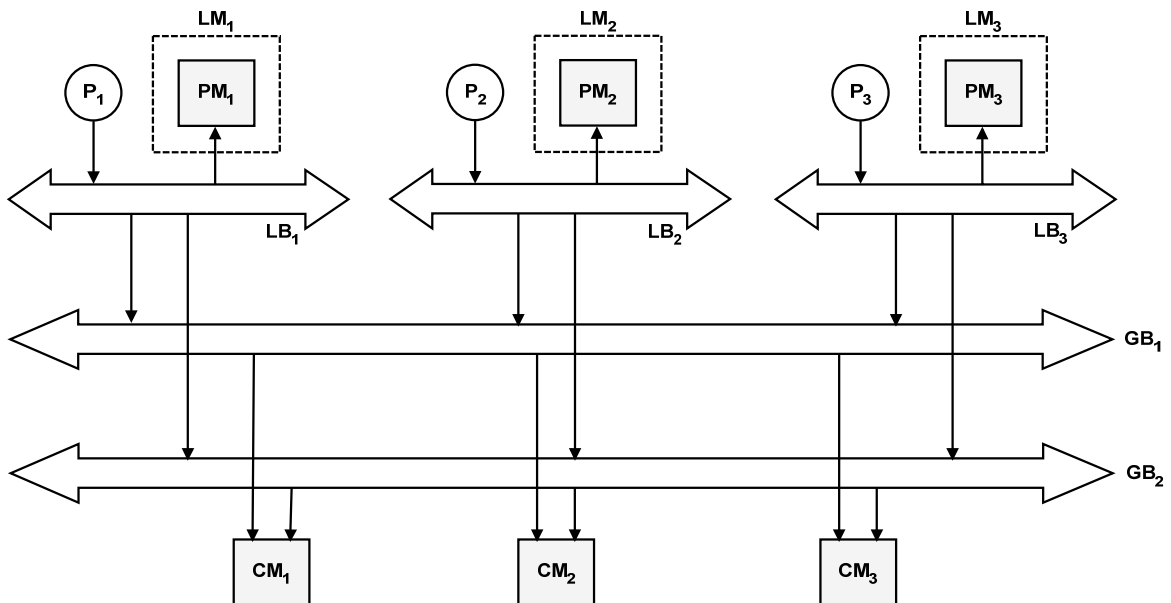 LM1 LM2 LM3
P1 PM1 P2 PM2 P3 PM3
LB1 LB2 LB3
GB1
GB2
CM1 CM2 CM3